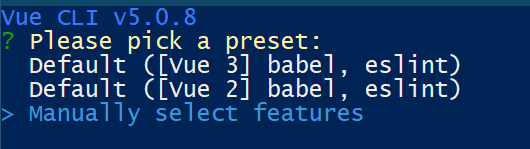 Vue CLI v5.0.8
? Please pick a preset:
Default ([Vue 3] babel, eslint)
Default ([Vue 2] babel, eslint)
> Manually select features